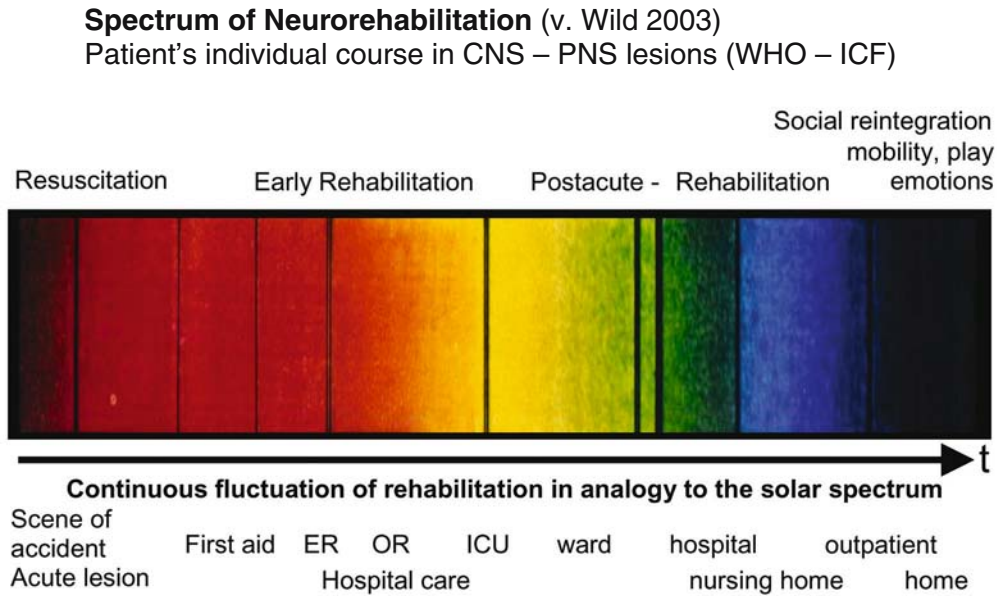 Spectrum of Neurorehabilitation (v. Wild 2003)
Patient's individual course in CNS – PNS lesions (WHO – ICF)
Social reintegration
mobility, play
emotions
Resuscitation Early Rehabilitation Postacute - Rehabilitation
t
Continuous fluctuation of rehabilitation in analogy to the solar spectrum
Scene of
accident First aid ER OR ICU ward hospital outpatient
Acute lesion Hospital care nursing home home